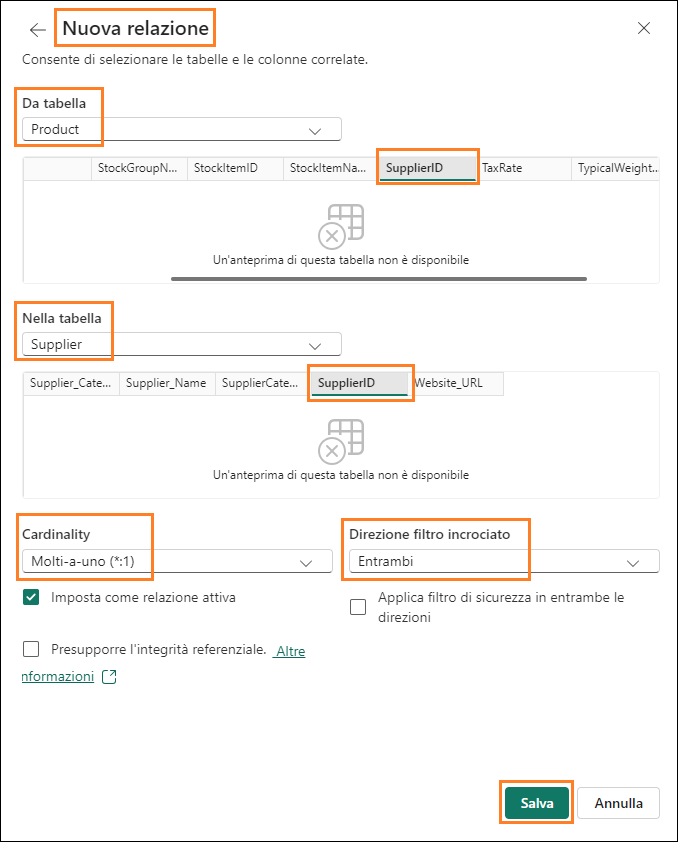 Nuova relazione
Consente di selezionare le tabelle e le colonne correlate.
Da tabella
Product
StockGroupN... StockItemID StockItemNa... SupplierID TaxRate TypicalWeight...
Un'anteprima di questa tabella non è disponibile
Nella tabella
Supplier
Supplier_Cate... Supplier_Name SupplierCate... SupplierID Website_URL
Un'anteprima di questa tabella non è disponibile
Cardinality Direzione filtro incrociato
Molti-a-uno (*:1) Entrambi
Imposta come relazione attiva
Applica filtro di sicurezza in entrambe le
direzioni
Presupporre l'integrità referenziale. Altre
nformazioni
Salva Annulla